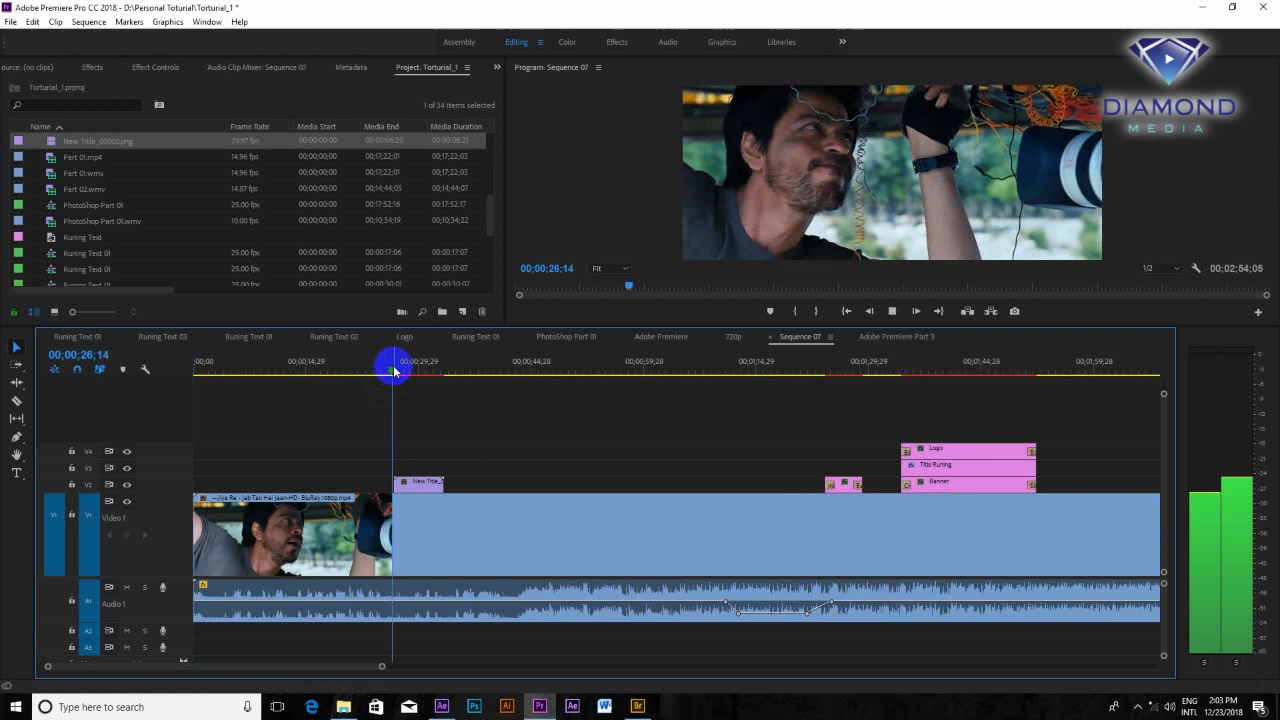 Adobe Premiere Pro CC 2018 - D:\Personal Toturial\Torturial_1 *
File Edit Clip Sequence Markers Graphics Window Help
Assembly Editing Color Effects Audio Graphics Libraries
DIAMOND
MEDIA
ource: (no clips) Effects Effect Controls Audio Clip Mixer: Sequence 07 Metadata Project: Torturial_1
Program: Sequence 07
Torturial_1.prproj
1 of 34 items selected
Name Frame Rate Media Start Media End Media Duration
New Title_00000.png 29.97 fps 00:00:00:00 00:00:06:20 00:00:06:21
Part 01.mp4 14.96 fps 00;00;00;00 00;17;22;01 00;17;22;03
Part 01.wmv 14.96 fps 00;00;00;00 00;17;22;01 00;17;22;03
Part 02.wmv 14.87 fps 00;00;00;00 00;14;44;05 00;14;44;07
PhotoShop Part 01 25.00 fps 00:00:00:00 00:17:52:16 00:17:52:17
PhotoShop Part 01.wmv 10.00 fps 00;00;00;00 00;10;34;19 00;10;34;22
Runing Text
Runing Text 01 25.00 fps 00:00:00:00 00:00:17:06 00:00:17:07
Runing Text 01 25.00 fps 00:00:00:00 00:00:17:06 00:00:17:07
Runing Text 01 25.00 fps 00:00:00:00 00:00:30:01 00:00:30:02
00;00;26;14 Fit 1/2 00;02;54;05
Runing Text 01 Runing Text 03 Runing Text 01 Runing Text 02 Logo Runing Text 01 PhotoShop Part 01 Adobe Premiere 720p Sequence 07 Adobe Premiere Part 3
00;00;26;14
;00;00 00;00;14;29 00;00;29;29 00;00;44;28 00;00;59;28 00;01;14;29 00;01;29;29 00;01;44;28 00;01;59;28
V4 Logo
V3 Title Runing
V2 New Title_ Banner
V1 V1 Video 1
Jiya Re - Jab Tak Hai Jaan-HD- BluRay 1080p.mp4
A1 M S
Audio 1
A2 M S
A3 M S
S S
dB
Type here to search
ENG 2:03 PM
INTL 12/23/2018